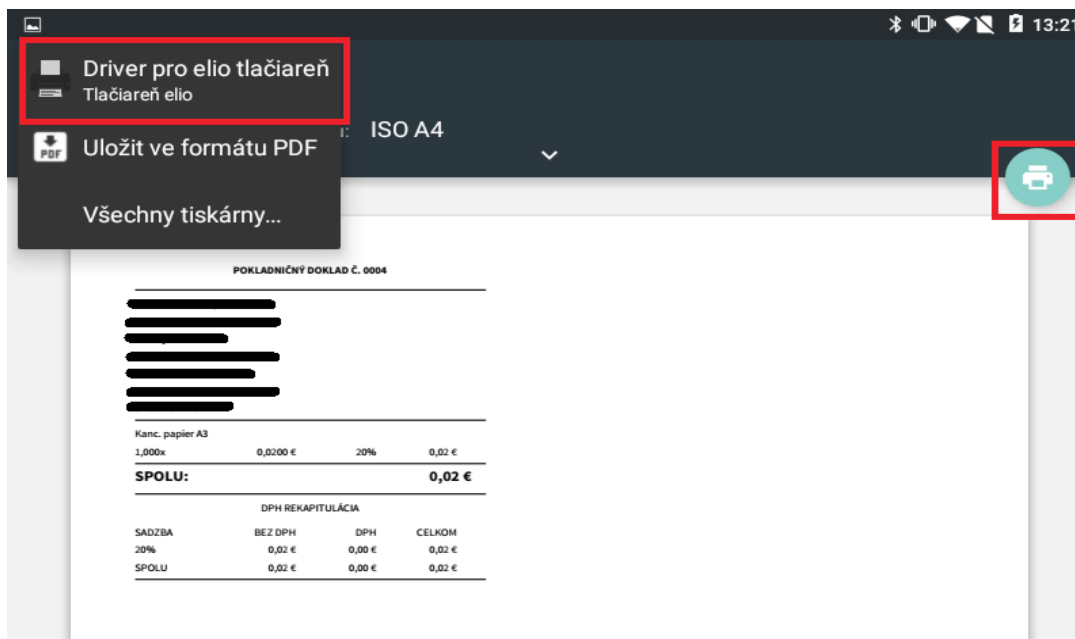 13:21
Driver pro elio tlačiareň
Tlačiareň elio
ISO A4
Uložit ve formátu PDF
PDF
Všechny tiskárny...
POKLADNIČNÝ DOKLAD Č. 0004
Kanc. papier A3
1,000x 0,0200 € 20% 0,02 €
SPOLU: 0,02 €
DPH REKAPITULÁCIA
SADZBA BEZ DPH DPH CELKOM
20% 0,02 € 0,00 € 0,02 €
SPOLU 0,02 € 0,00 € 0,02 €